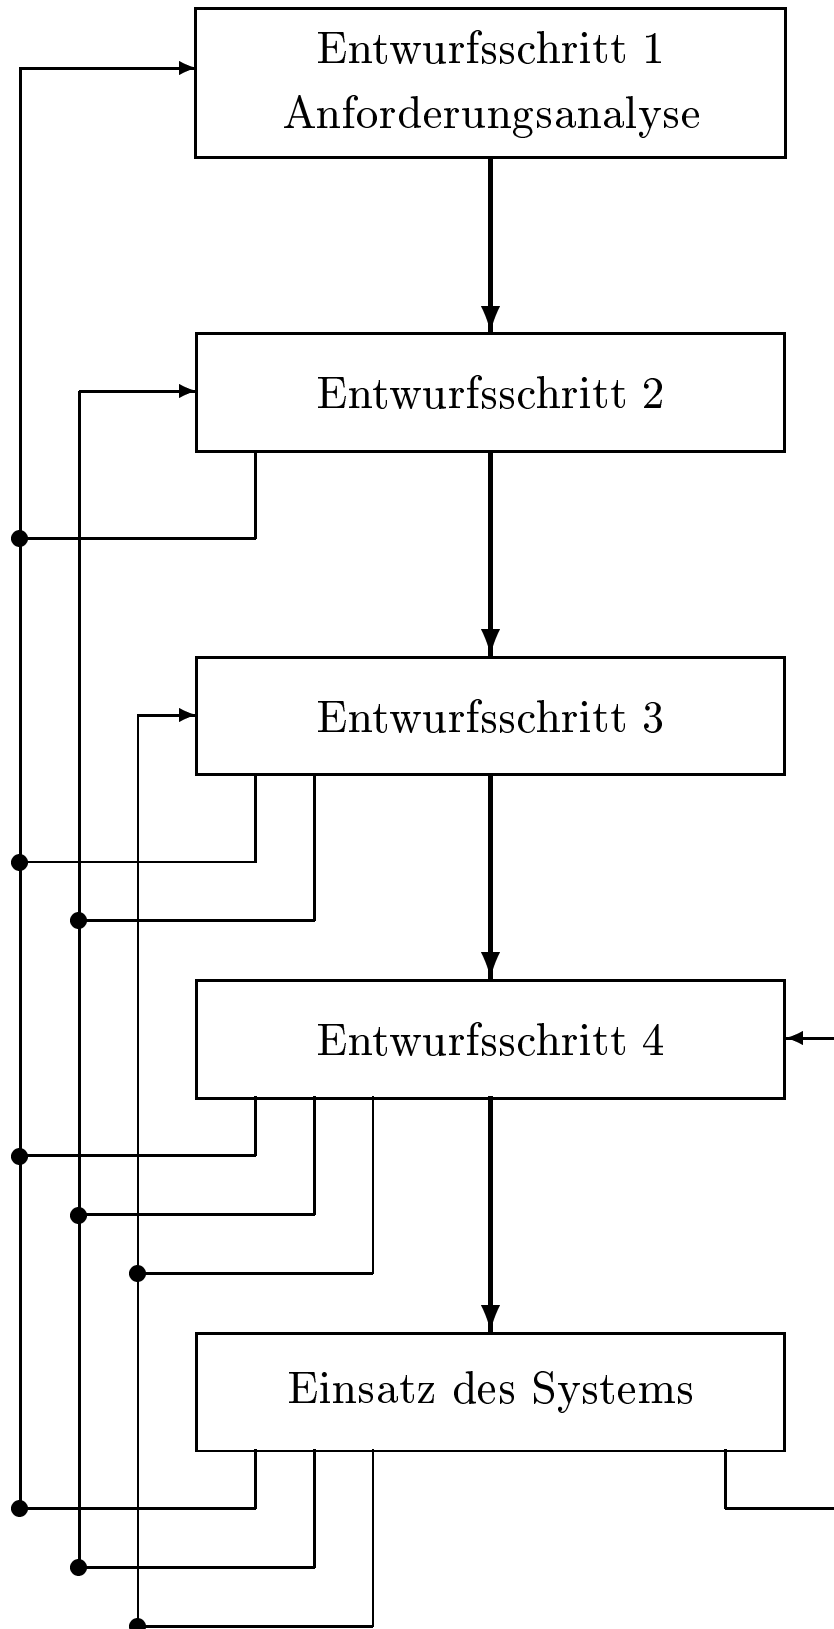 Entwurfsschritt 1
Anforderungsanalyse
Entwurfsschritt 2
Entwurfsschritt 3
Entwurfsschritt 4
Einsatz des Systems